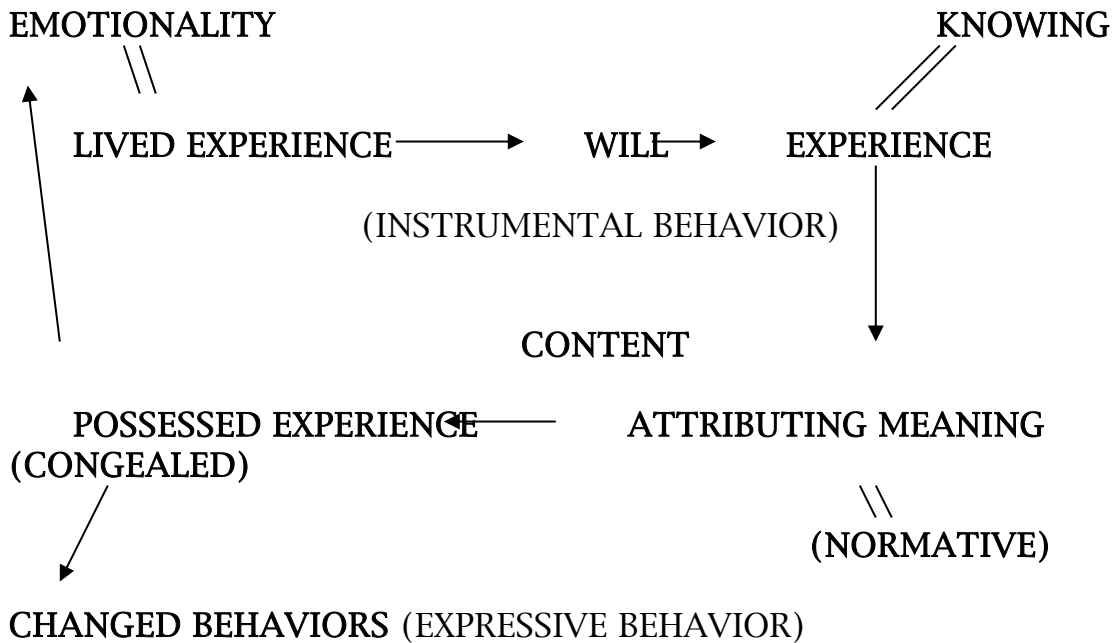 EMOTIONALITY KNOWING
LIVED EXPERIENCE WILL EXPERIENCE
(INSTRUMENTAL BEHAVIOR)
CONTENT
POSSESSED EXPERIENCE ATTRIBUTING MEANING
(CONGEALED)
(NORMATIVE)
CHANGED BEHAVIORS (EXPRESSIVE BEHAVIOR)